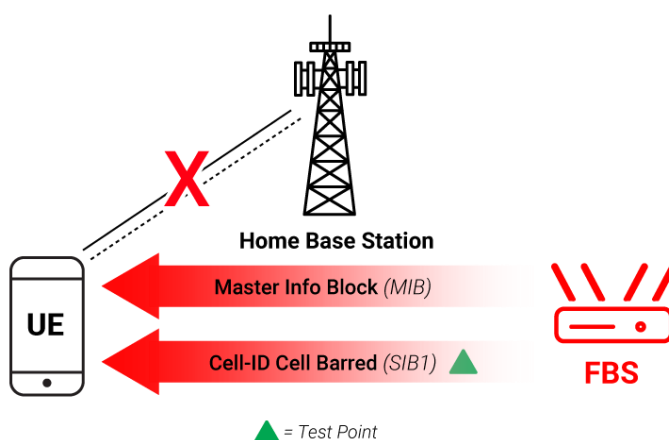 X
Home Base Station
Master Info Block (MIB)
UE
Cell-ID Cell Barred (SIB1)
FBS
= Test Point